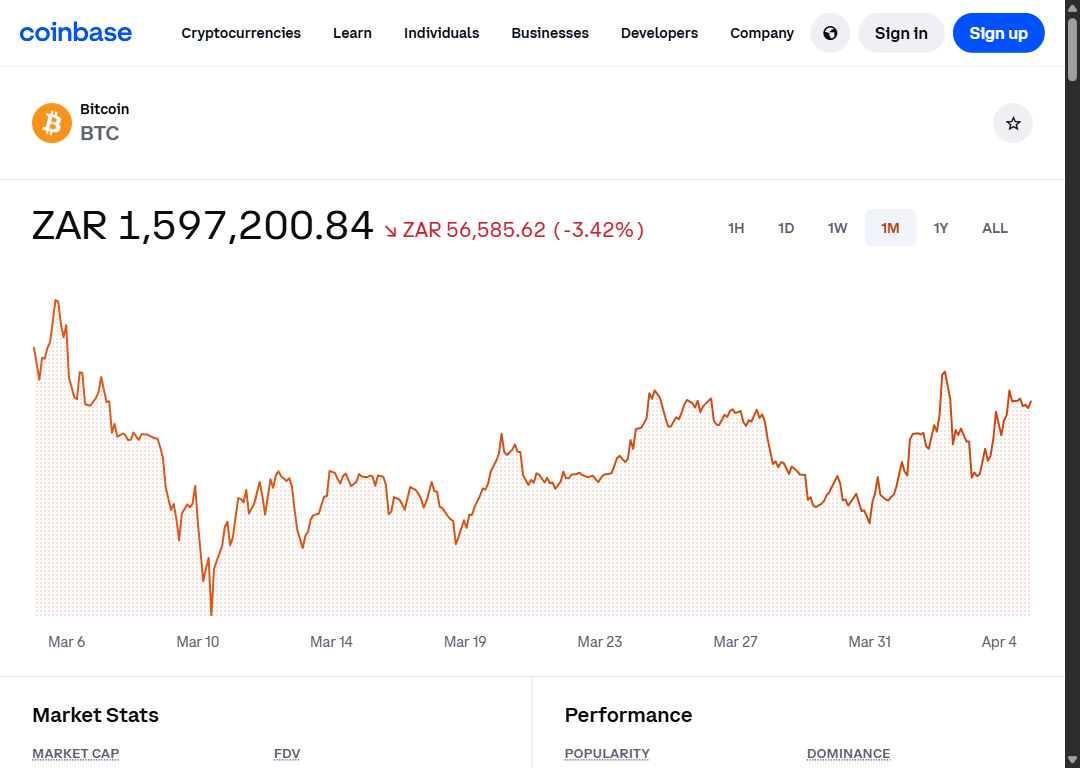 coinbase Cryptocurrencies Learn Individuals Businesses Developers Company Sign in Sign up
Bitcoin
BTC
ZAR 1,597,200.84 ↘ ZAR 56,585.62 (-3.42%) 1H 1D 1W 1M 1Y ALL
Mar 6 Mar 10 Mar 14 Mar 19 Mar 23 Mar 27 Mar 31 Apr 4
Market Stats Performance
MARKET CAP FDV POPULARITY DOMINANCE